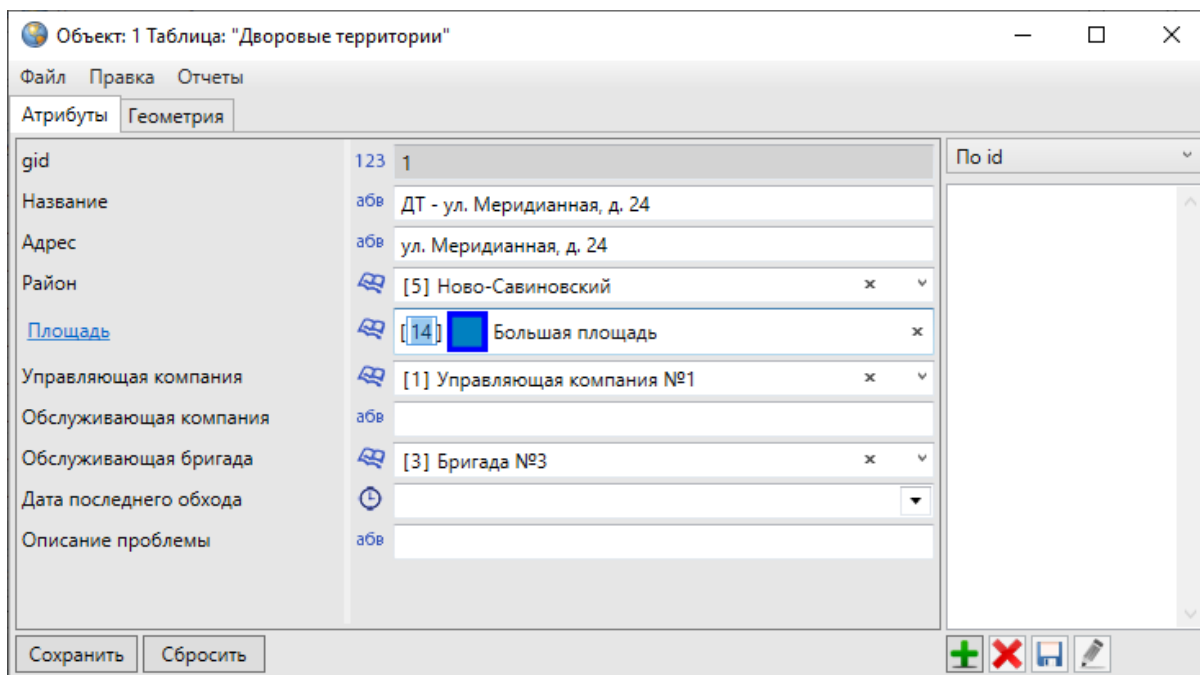 Объект: 1 Таблица: "Дворовые территории"
Файл Правка Отчеты
Атрибуты Геометрия
gid 123 1 По id
Название абв ДТ - ул. Меридианная, д. 24
Адрес абв ул. Меридианная, д. 24
Район [5] Ново-Савиновский
Площадь [14] Большая площадь
Управляющая компания [1] Управляющая компания №1
Обслуживающая компания абв
Обслуживающая бригада [3] Бригада №3
Дата последнего обхода
Описание проблемы абв
Сохранить Сбросить